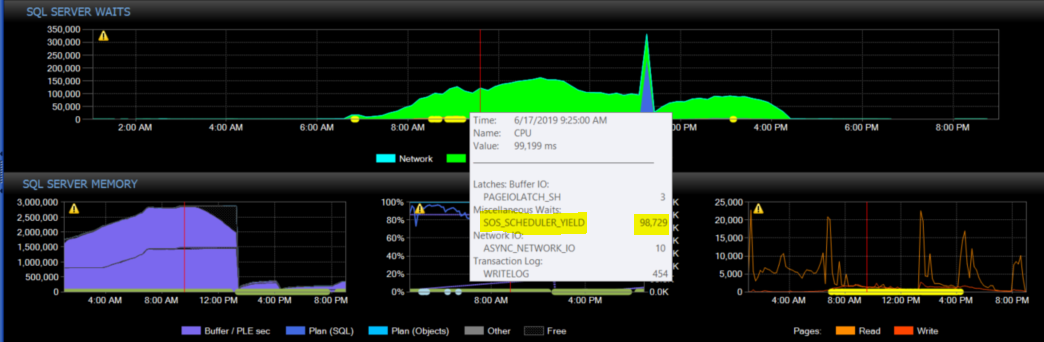 SQL SERVER WAITS
350,000
300,000
250,000
200,000
150,000
100,000
50,000
0
2:00 AM 4:00 AM 6:00 AM 8:00 AM PM 4:00 PM 6:00 PM 8:00 PM
Network
Time: 6/17/2019 9:25:00 AM
Name: CPU
Value: 99,199 ms
Latches: Buffer IO:
PAGEIOLATCH_SH 3
Miscellaneous Waits:
SOS_SCHEDULER_YIELD 98,729
Network IO:
ASYNC_NETWORK_IO 10
Transaction Log:
WRITELOG 454
SQL SERVER MEMORY
3,000,000
2,500,000
2,000,000
1,500,000
1,000,000
500,000
0
4:00 AM 8:00 AM 12:00 PM 4:00 PM 8:00 PM
100%
80%
60%
40%
20%
0%
K
K
K
K
K
0.0K
8:00 AM 4:00 PM
25,000
20,000
15,000
10,000
5,000
0
4:00 AM 8:00 AM 12:00 PM 4:00 PM 8:00 PM
Buffer / PLE sec Plan (SQL) Plan (Objects) Other Free
Pages: Read Write